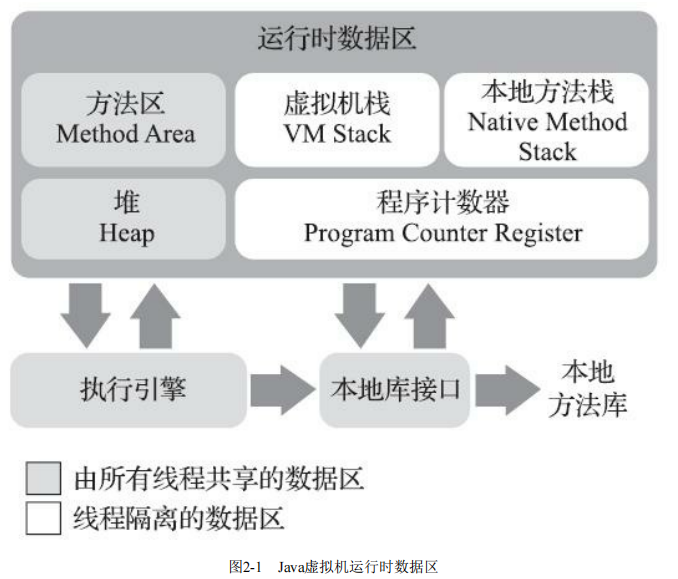 运行时数据区
方法区
Method Area
虚拟机栈
VM Stack
本地方法栈
Native Method
Stack
堆
Heap
程序计数器
Program Counter Register
执行引擎
本地库接口
本地
方法库
由所有线程共享的数据区
线程隔离的数据区
图2-1 Java虚拟机运行时数据区